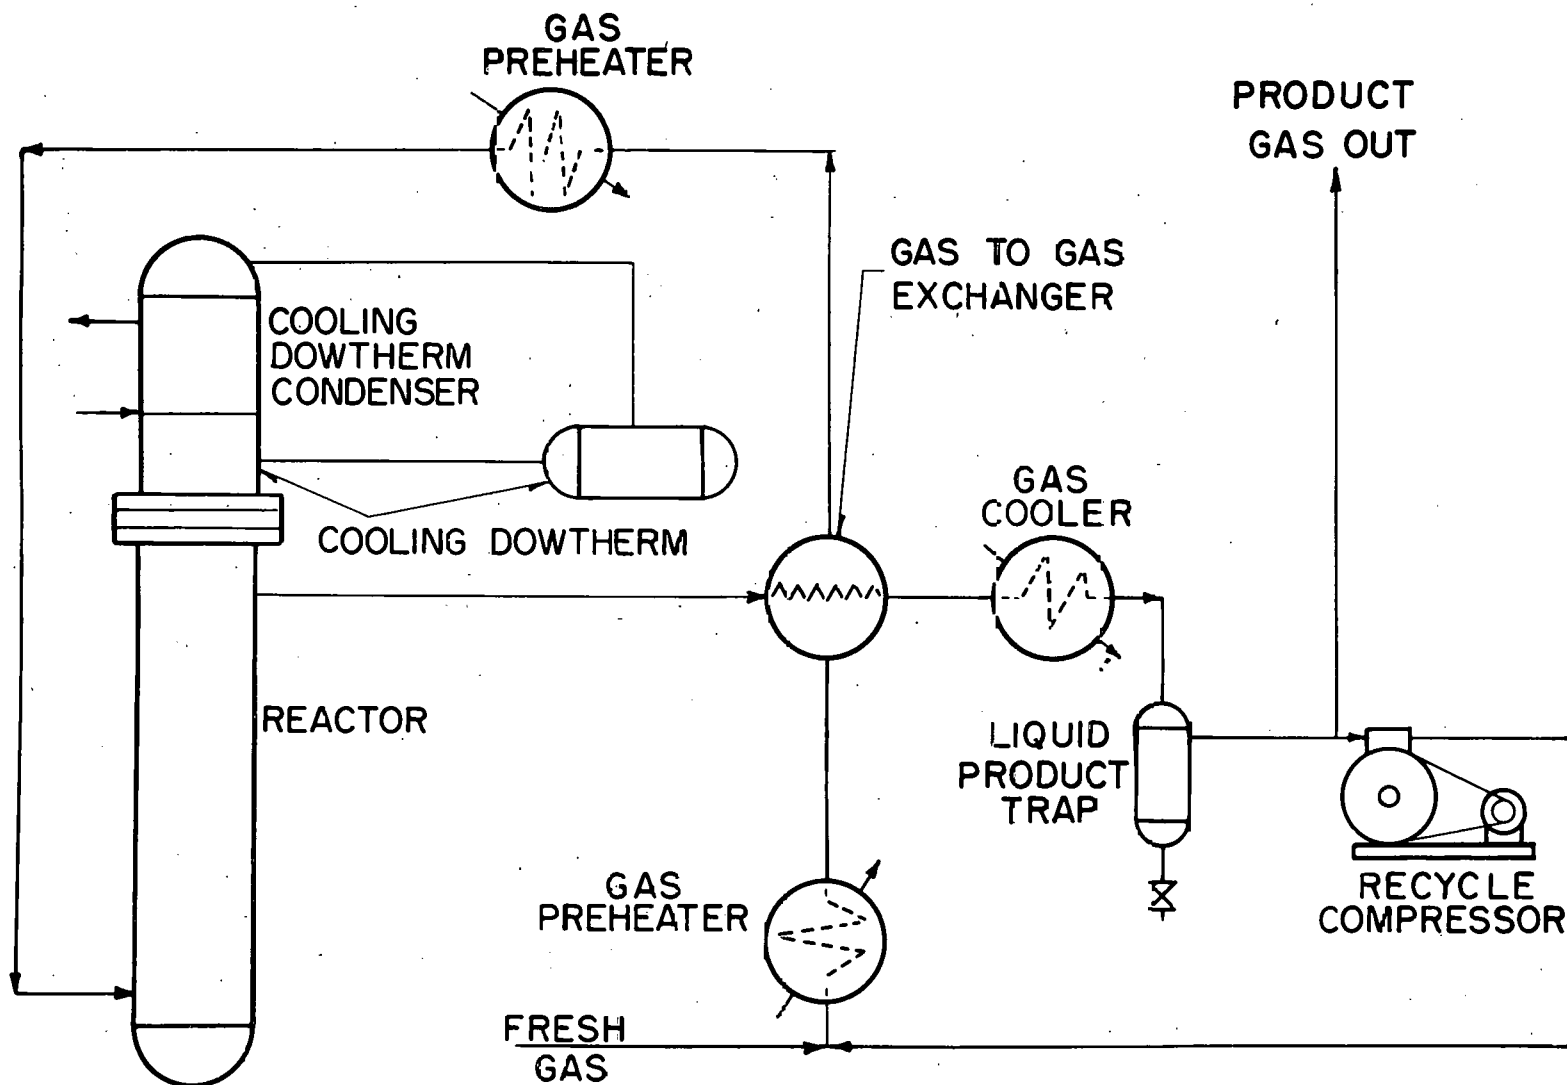 GAS
PREHEATER
PRODUCT
GAS OUT
GAS TO GAS
EXCHANGER
COOLING
DOWTHERM
CONDENSER
GAS
COOLER
COOLING DOWTHERM
REACTOR
LIQUID
PRODUCT
TRAP
GAS
PREHEATER
RECYCLE
COMPRESSOR
FRESH
GAS